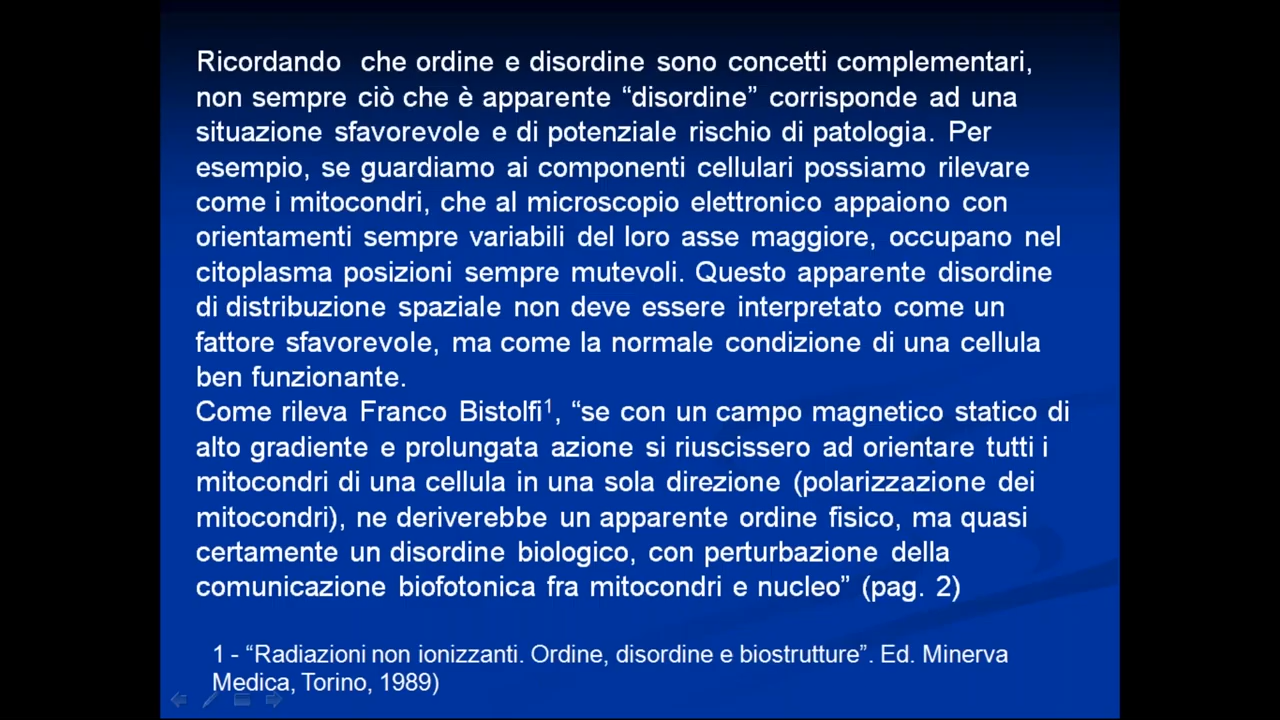 Ricordando che ordine e disordine sono concetti complementari,
non sempre ciò che è apparente “disordine” corrisponde ad una
situazione sfavorevole e di potenziale rischio di patologia. Per
esempio, se guardiamo ai componenti cellulari possiamo rilevare
come i mitocondri, che al microscopio elettronico appaiono con
orientamenti sempre variabili del loro asse maggiore, occupano nel
citoplasma posizioni sempre mutevoli. Questo apparente disordine
di distribuzione spaziale non deve essere interpretato come un
fattore sfavorevole, ma come la normale condizione di una cellula
ben funzionante.
Come rileva Franco Bistolfi¹, “se con un campo magnetico statico di
alto gradiente e prolungata azione si riuscissero ad orientare tutti i
mitocondri di una cellula in una sola direzione (polarizzazione dei
mitocondri), ne deriverebbe un apparente ordine fisico, ma quasi
certamente un disordine biologico, con perturbazione della
comunicazione biofotonica fra mitocondri e nucleo” (pag. 2)
1 - “Radiazioni non ionizzanti. Ordine, disordine e biostrutture”. Ed. Minerva
Medica, Torino, 1989)